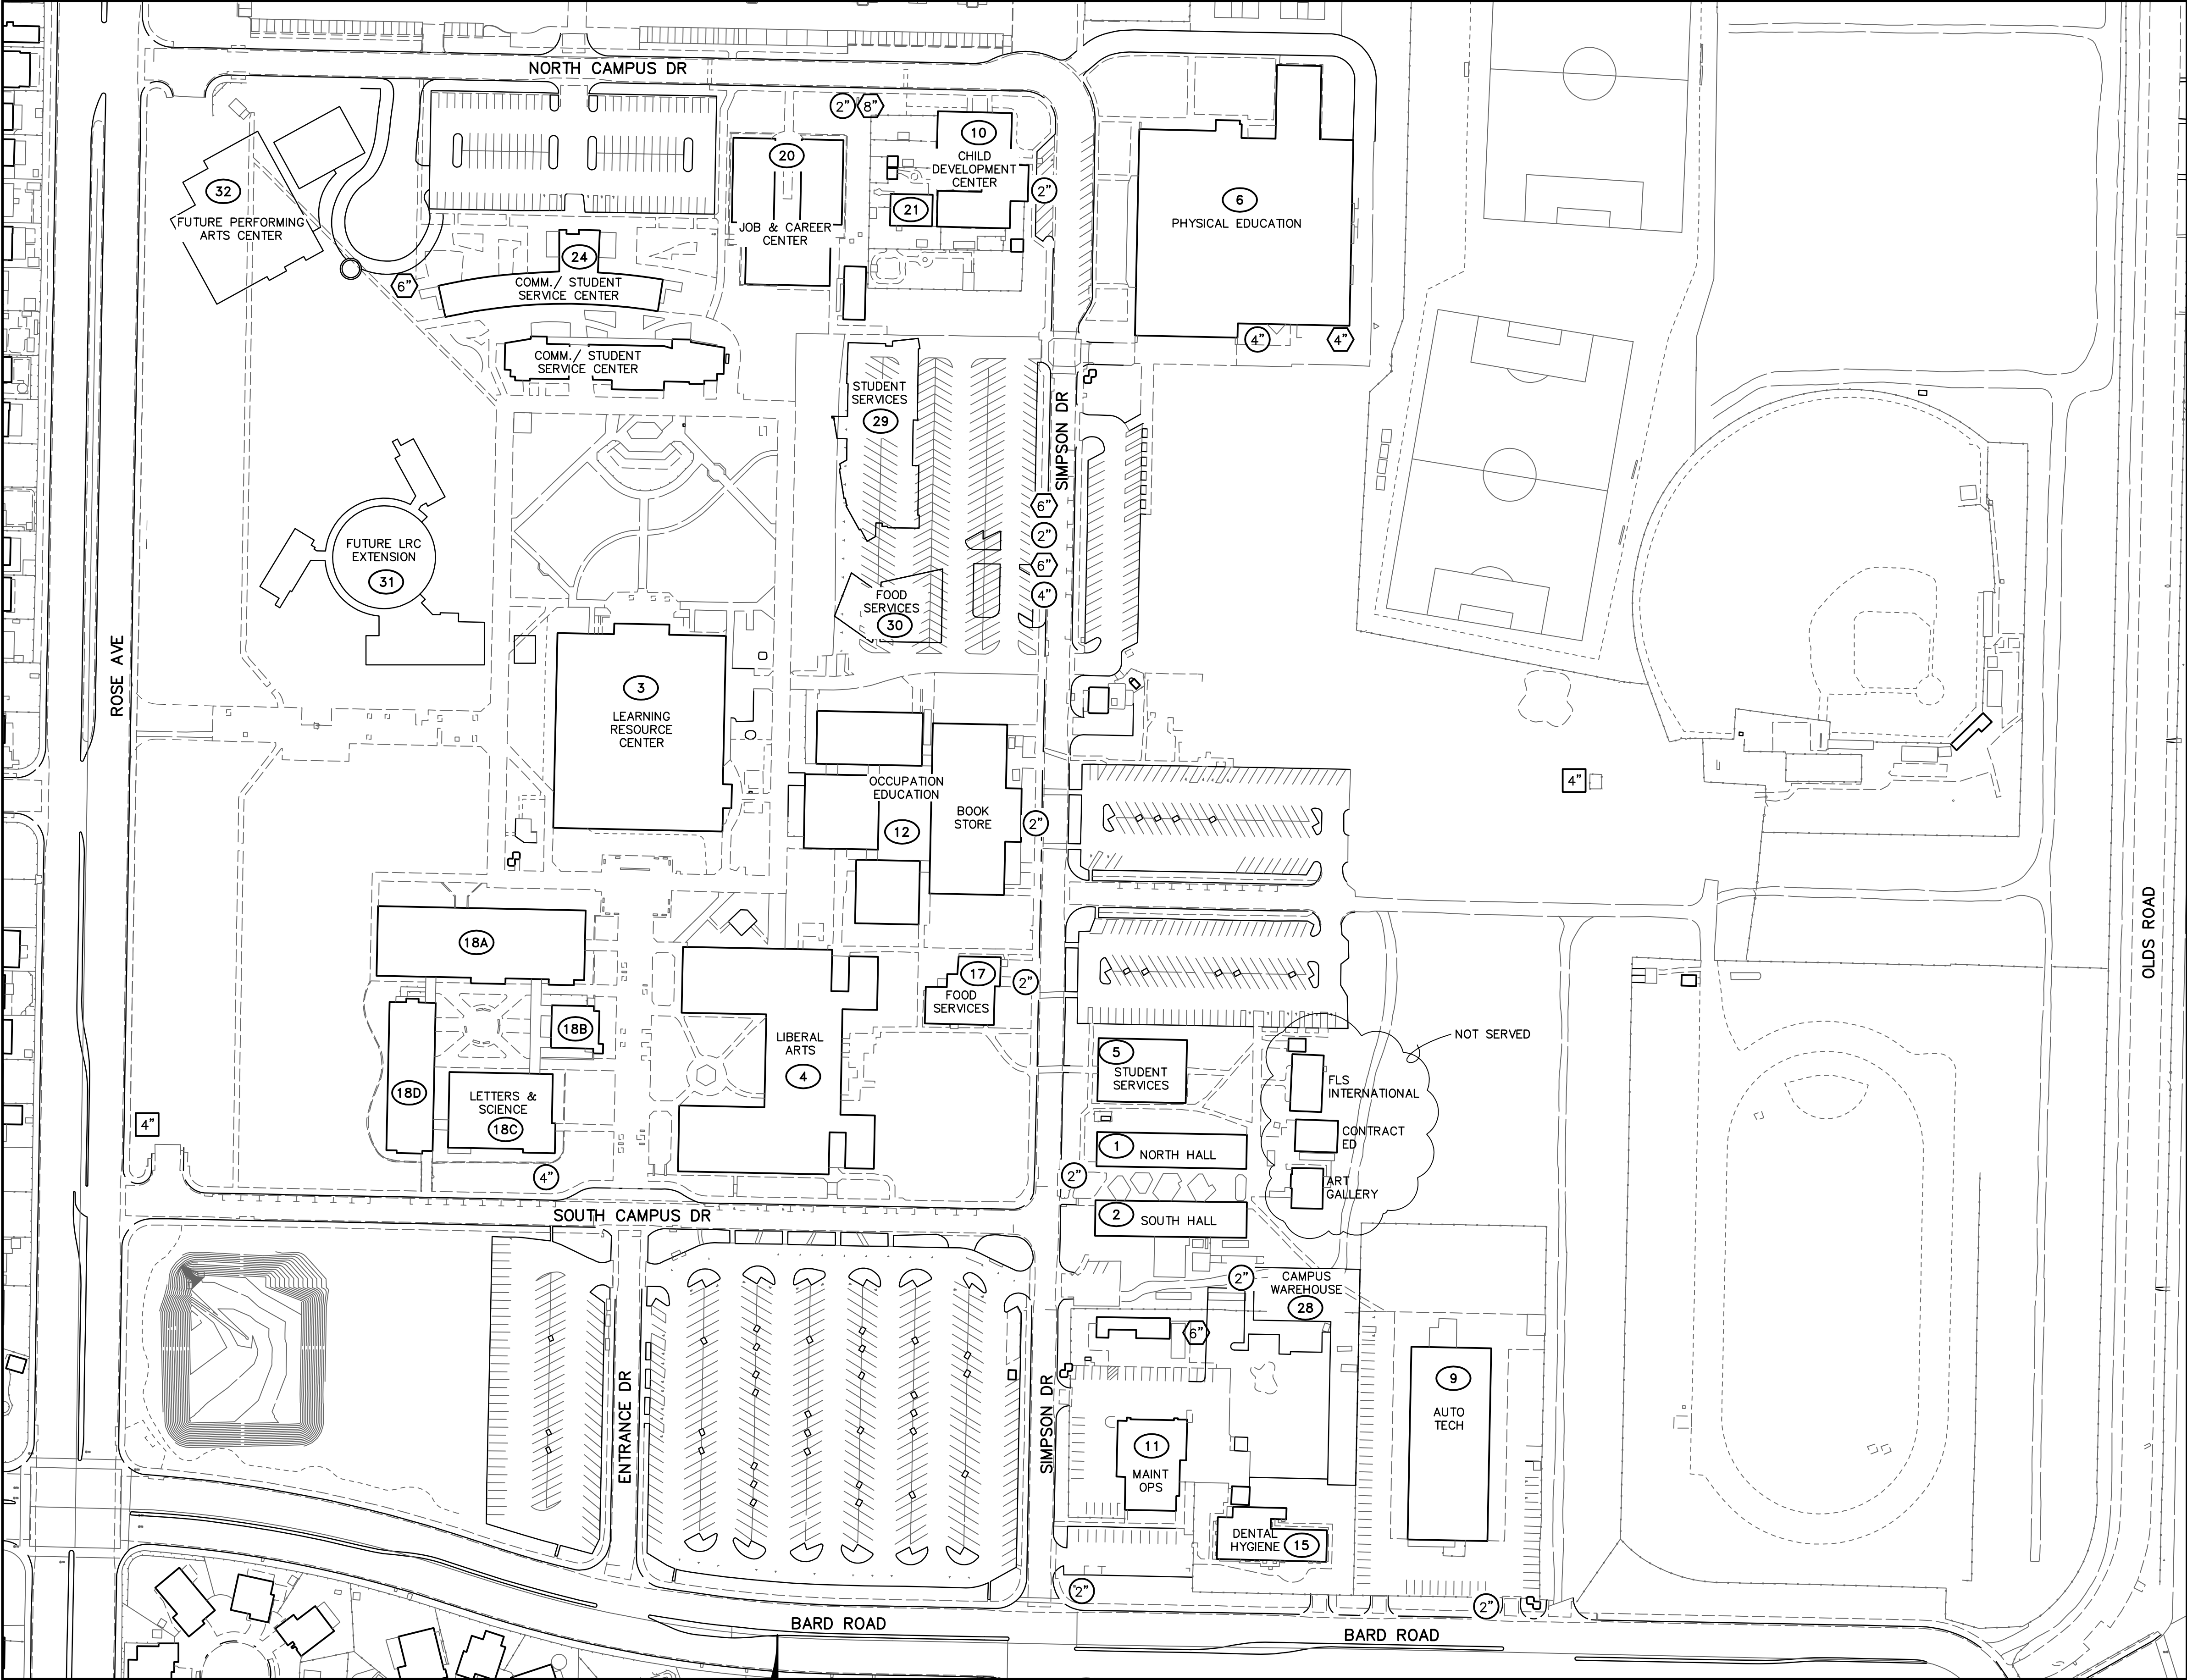 NORTH CAMPUS DR
2" 8"
10
CHILD
DEVELOPMENT
CENTER
2"
20
JOB & CAREER
CENTER
21
6
PHYSICAL EDUCATION
4"
4"
32
FUTURE PERFORMING
ARTS CENTER
6"
24
COMM./ STUDENT
SERVICE CENTER
COMM./ STUDENT
SERVICE CENTER
STUDENT
SERVICES
29
SIMPSON DR
6"
2"
6"
4"
FUTURE LRC
EXTENSION
31
FOOD
SERVICES
30
ROSE AVE
3
LEARNING
RESOURCE
CENTER
OCCUPATION
EDUCATION
12
BOOK
STORE
2"
4"
OLDS ROAD
18A
18B
18D
LETTERS &
SCIENCE
18C
4"
4"
LIBERAL
ARTS
4
17
FOOD
SERVICES
2"
5
STUDENT
SERVICES
NOT SERVED
FLS
INTERNATIONAL
CONTRACT
ED
ART
GALLERY
1
NORTH HALL
2"
2
SOUTH HALL
SOUTH CAMPUS DR
2"
CAMPUS
WAREHOUSE
28
6"
9
AUTO
TECH
ENTRANCE DR
SIMPSON DR
11
MAINT
OPS
DENTAL
HYGIENE
15
2"
2"
BARD ROAD
BARD ROAD